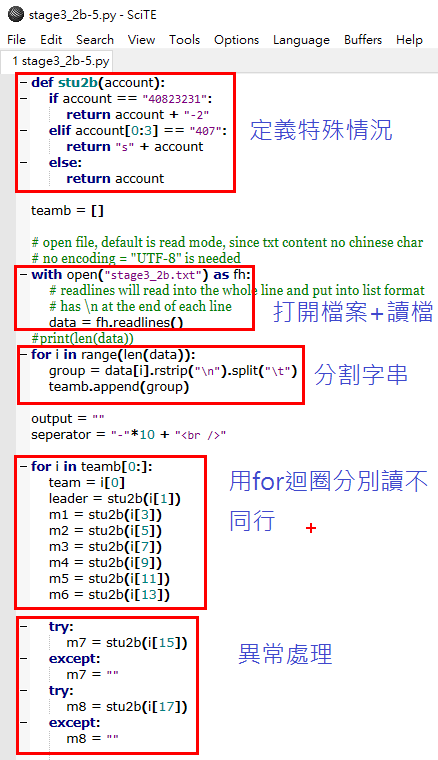 stage3_2b-5.py - SciTE
File Edit Search View Tools Options Language Buffers Help
1 stage3_2b-5.py
def stu2b(account):
if account == "40823231":
return account + "-2"
elif account[0:3] == "407":
return "s" + account
else:
return account
定義特殊情況
teamb = []
# open file, default is read mode, since txt content no chinese char
# no encoding = "UTF-8" is needed
with open("stage3_2b.txt") as fh:
# readlines will read into the whole line and put into list format
# has \n at the end of each line
data = fh.readlines()
打開檔案+讀檔
#print(len(data))
for i in range(len(data)):
group = data[i].rstrip("\n").split("\t")
teamb.append(group)
分割字串
output = ""
seperator = "-"*10 + "<br />"
for i in teamb[0:]:
team = i[0]
leader = stu2b(i[1])
m1 = stu2b(i[3])
m2 = stu2b(i[5])
m3 = stu2b(i[7])
m4 = stu2b(i[9])
m5 = stu2b(i[11])
m6 = stu2b(i[13])
用for迴圈分別讀不
同行
try:
m7 = stu2b(i[15])
except:
m7 = ""
try:
m8 = stu2b(i[17])
except:
m8 = ""
異常處理